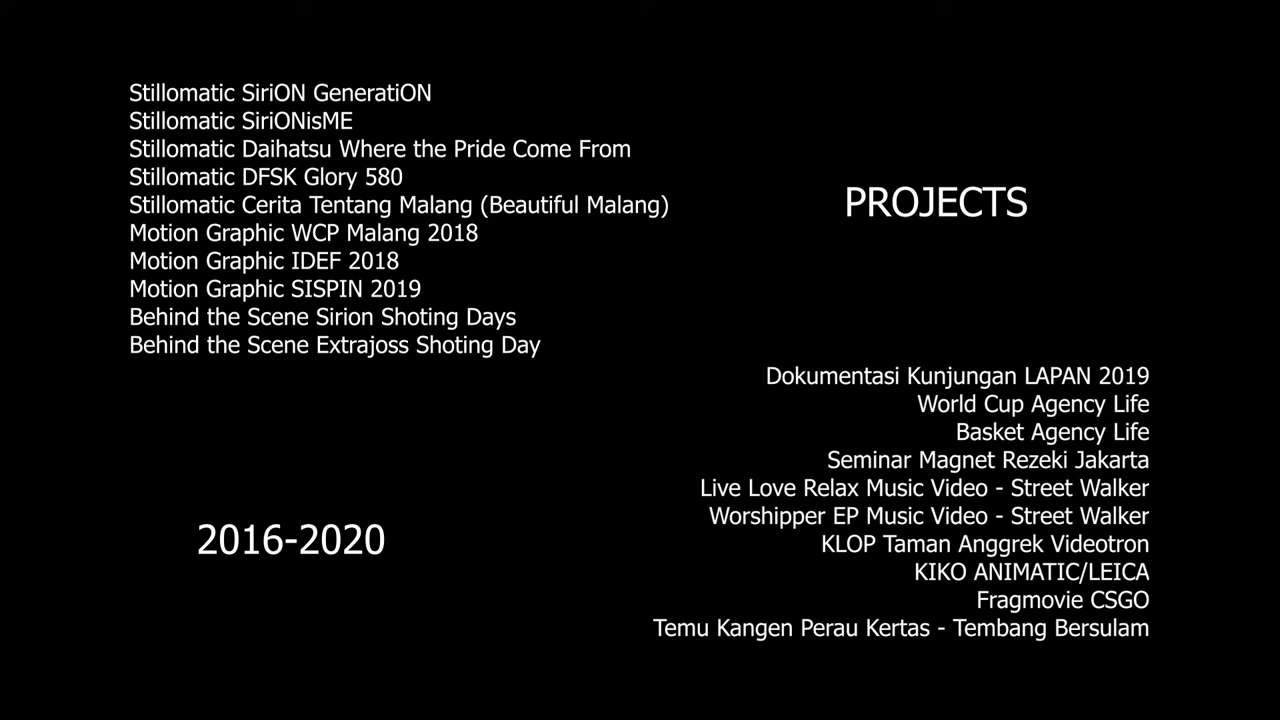 Stillomatic SiriON GeneratiON
Stillomatic SiriONisME
Stillomatic Daihatsu Where the Pride Come From
Stillomatic DFSK Glory 580
Stillomatic Cerita Tentang Malang (Beautiful Malang)
Motion Graphic WCP Malang 2018
Motion Graphic IDEF 2018
Motion Graphic SISPIN 2019
Behind the Scene Sirion Shoting Days
Behind the Scene Extrajoss Shoting Day
PROJECTS
Dokumentasi Kunjungan LAPAN 2019
World Cup Agency Life
Basket Agency Life
Seminar Magnet Rezeki Jakarta
Live Love Relax Music Video - Street Walker
Worshipper EP Music Video - Street Walker
KLOP Taman Anggrek Videotron
KIKO ANIMATIC/LEICA
Fragmovie CSGO
Temu Kangen Perau Kertas - Tembang Bersulam
2016-2020